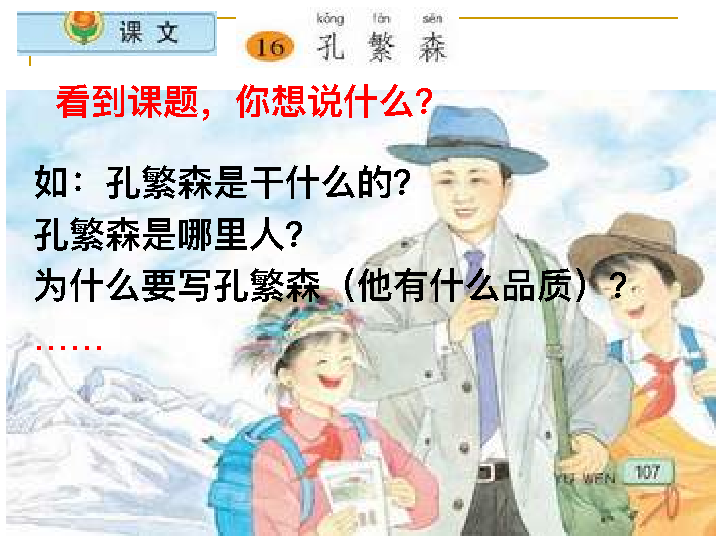 课 文
kǒng fán sēn
16 孔 繁 森
看到课题，你想说什么？
如：孔繁森是干什么的？
孔繁森是哪里人？
为什么要写孔繁森（他有什么品质）？
……
YU WEN 107